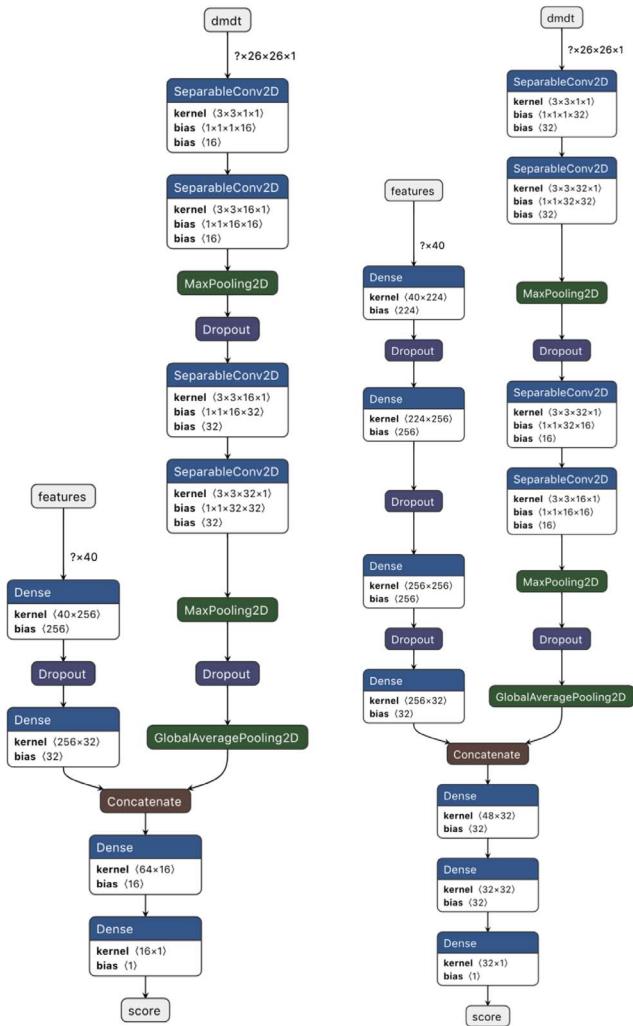 dmdt
?×26×26×1
SeparableConv2D
kernel ⟨3×3×1×1⟩
bias ⟨1×1×1×16⟩
bias ⟨16⟩
SeparableConv2D
kernel ⟨3×3×16×1⟩
bias ⟨1×1×16×16⟩
bias ⟨16⟩
MaxPooling2D
Dropout
SeparableConv2D
kernel ⟨3×3×16×1⟩
bias ⟨1×1×16×32⟩
bias ⟨32⟩
SeparableConv2D
kernel ⟨3×3×32×1⟩
bias ⟨1×1×32×32⟩
bias ⟨32⟩
MaxPooling2D
Dropout
GlobalAveragePooling2D
features
?×40
Dense
kernel ⟨40×256⟩
bias ⟨256⟩
Dropout
Dense
kernel ⟨256×32⟩
bias ⟨32⟩
Concatenate
Dense
kernel ⟨64×16⟩
bias ⟨16⟩
Dense
kernel ⟨16×1⟩
bias ⟨1⟩
score
dmdt
?×26×26×1
SeparableConv2D
kernel ⟨3×3×1×1⟩
bias ⟨1×1×1×32⟩
bias ⟨32⟩
SeparableConv2D
kernel ⟨3×3×32×1⟩
bias ⟨1×1×32×32⟩
bias ⟨32⟩
MaxPooling2D
Dropout
SeparableConv2D
kernel ⟨3×3×32×1⟩
bias ⟨1×1×32×16⟩
bias ⟨16⟩
SeparableConv2D
kernel ⟨3×3×16×1⟩
bias ⟨1×1×16×16⟩
bias ⟨16⟩
MaxPooling2D
Dropout
GlobalAveragePooling2D
features
?×40
Dense
kernel ⟨40×224⟩
bias ⟨224⟩
Dropout
Dense
kernel ⟨224×256⟩
bias ⟨256⟩
Dropout
Dense
kernel ⟨256×256⟩
bias ⟨256⟩
Dropout
Dense
kernel ⟨256×32⟩
bias ⟨32⟩
Concatenate
Dense
kernel ⟨48×32⟩
bias ⟨32⟩
Dense
kernel ⟨32×32⟩
bias ⟨32⟩
Dense
kernel ⟨32×1⟩
bias ⟨1⟩
score